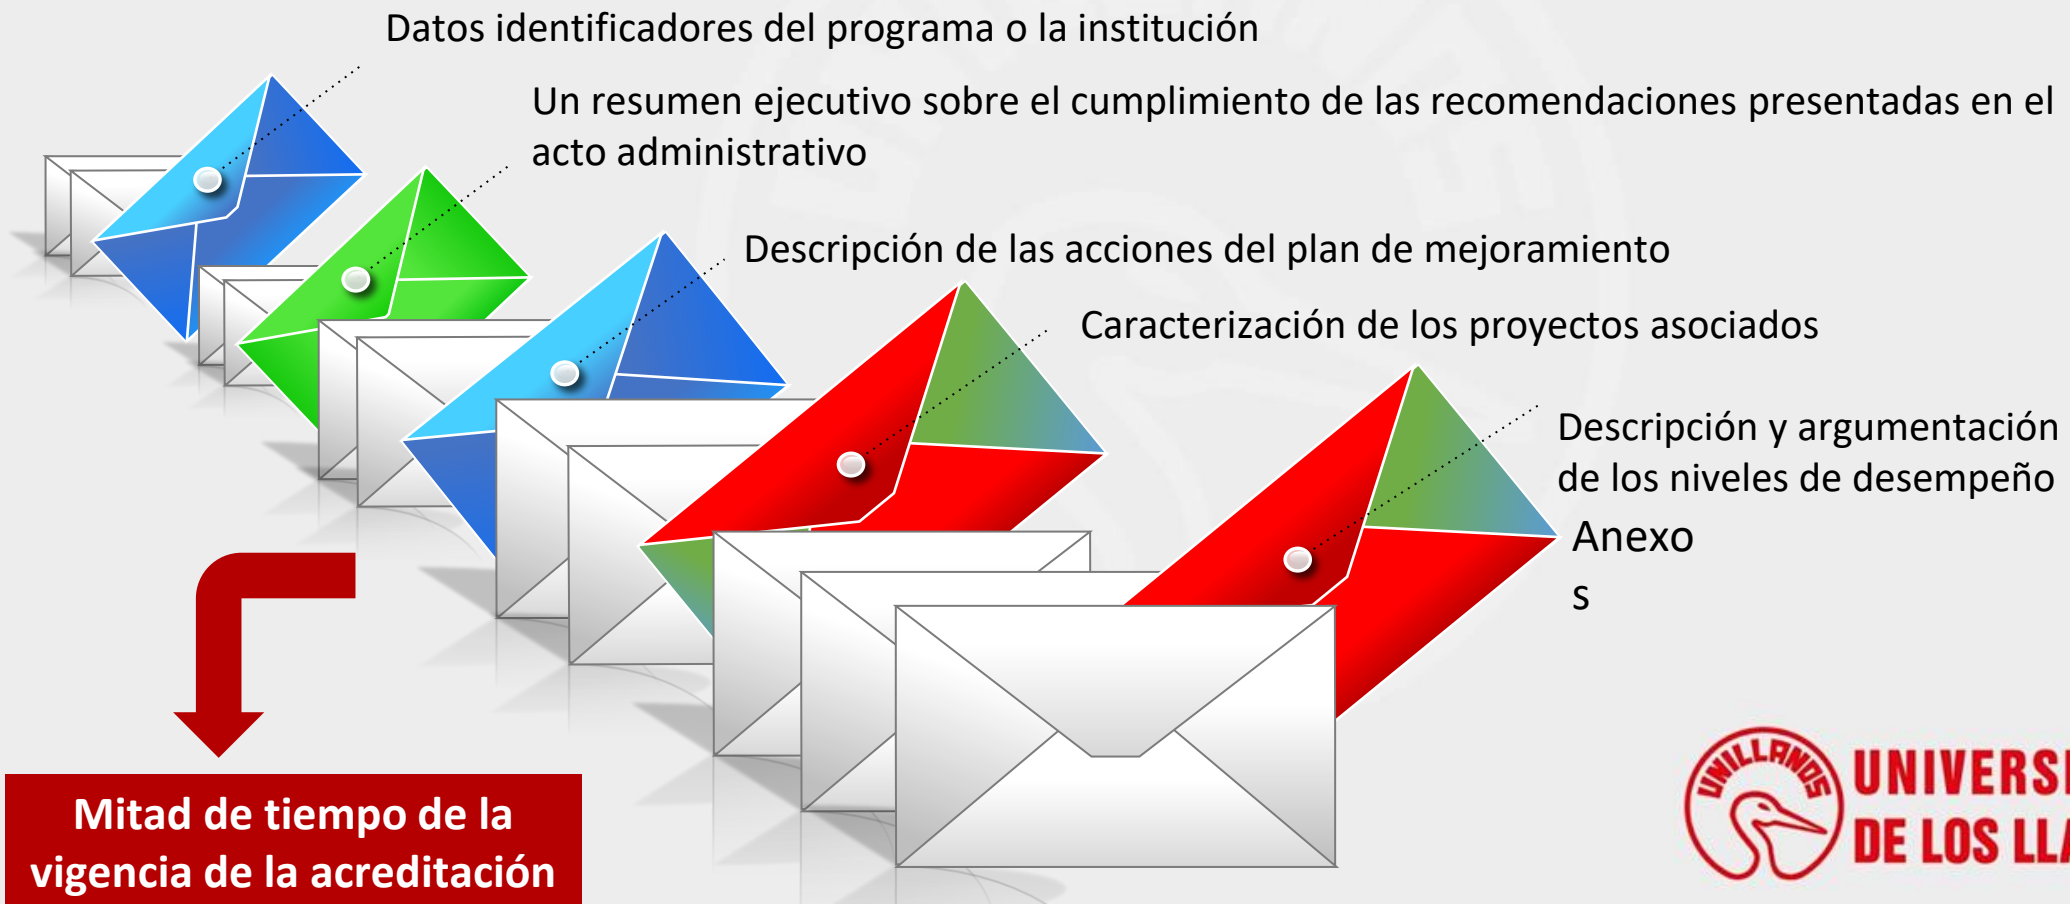 Datos identificadores del programa o la institución
Un resumen ejecutivo sobre el cumplimiento de las recomendaciones presentadas en el
acto administrativo
Descripción de las acciones del plan de mejoramiento
Caracterización de los proyectos asociados
Descripción y argumentación
de los niveles de desempeño
Anexo
s
Mitad de tiempo de la
vigencia de la acreditación
UNILLANOS
UNIVERSI
DE LOS LLA